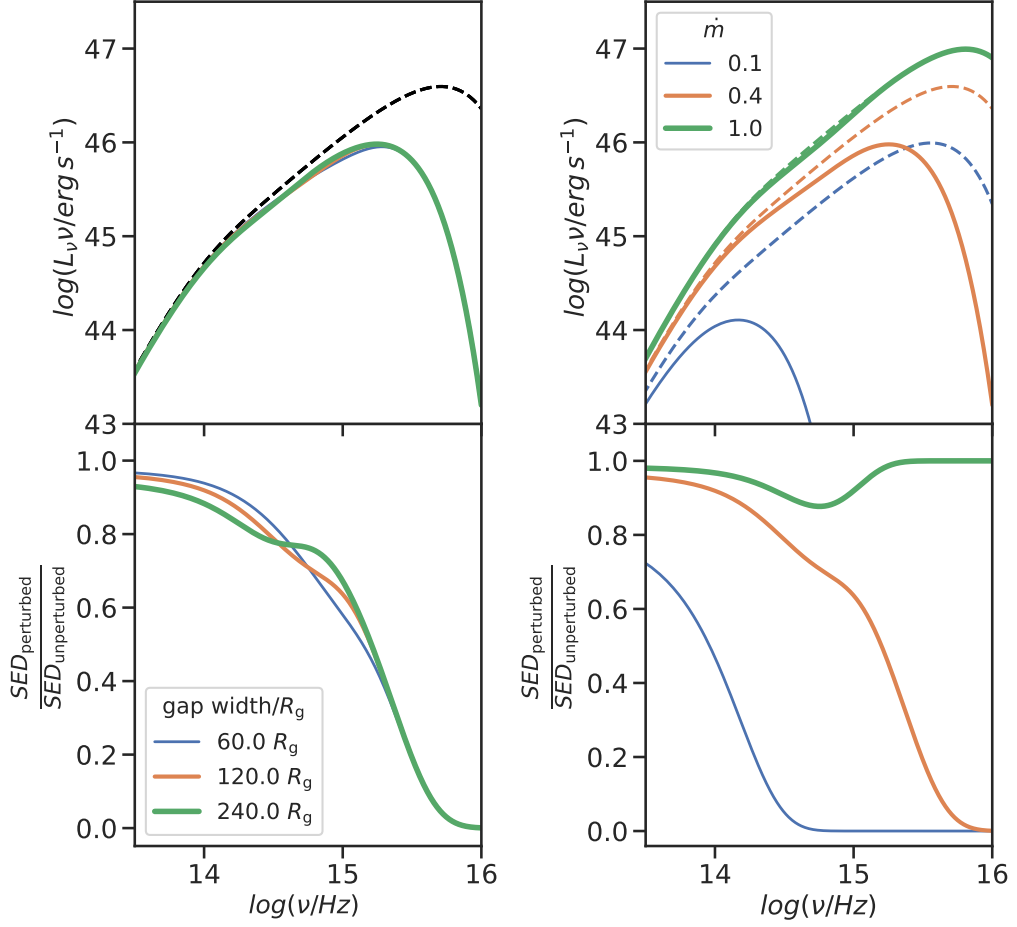 47
46
45
44
43
log(L_ν ν/erg s⁻¹)
47
46
45
44
43
log(L_ν ν/erg s⁻¹)
ṁ
0.1
0.4
1.0
1.0
0.8
0.6
0.4
0.2
0.0
SED_perturbed
SED_unperturbed
gap width/R_g
60.0 R_g
120.0 R_g
240.0 R_g
14 15 16
log(ν/Hz)
1.0
0.8
0.6
0.4
0.2
0.0
SED_perturbed
SED_unperturbed
14 15 16
log(ν/Hz)